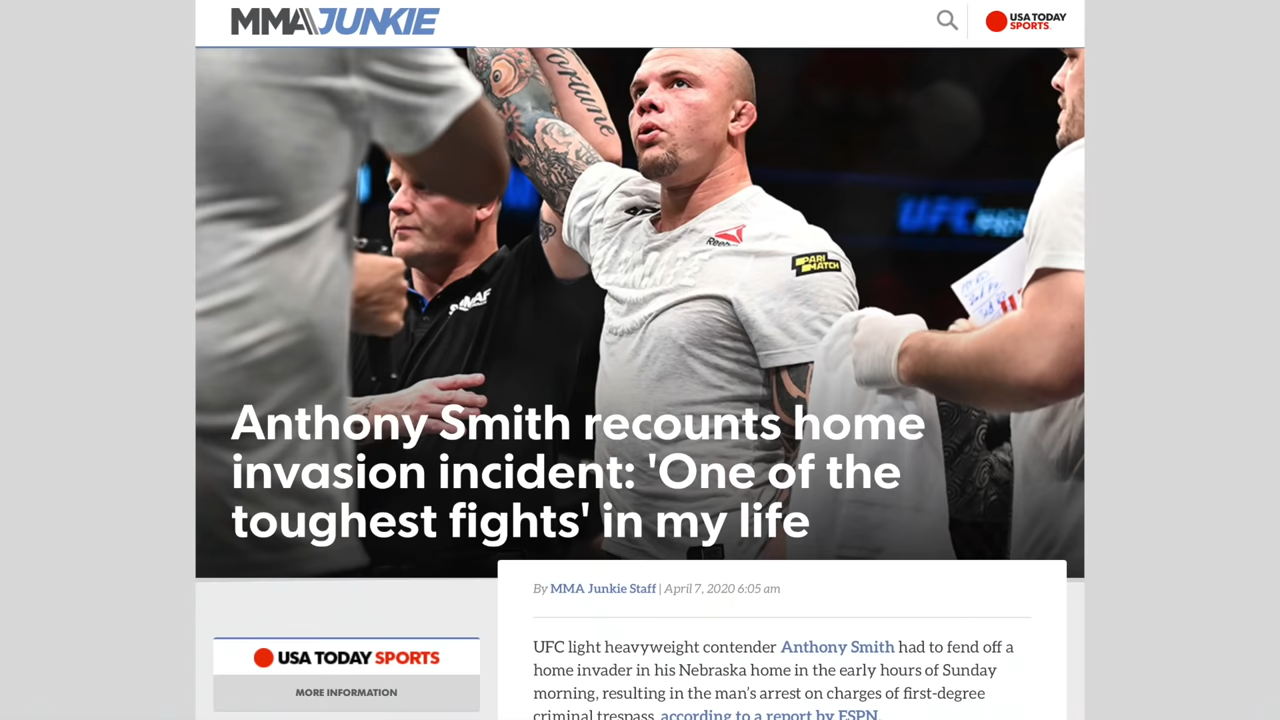 MMA JUNKIE
USA TODAY
SPORTS
fortune
UFC
Reebok
PARI
MATCH
Anthony Smith recounts home
invasion incident: 'One of the
toughest fights' in my life
By MMA Junkie Staff | April 7, 2020 6:05 am
USA TODAY SPORTS
MORE INFORMATION
UFC light heavyweight contender Anthony Smith had to fend off a
home invader in his Nebraska home in the early hours of Sunday
morning, resulting in the man's arrest on charges of first-degree
criminal trespass, according to a report by ESPN.